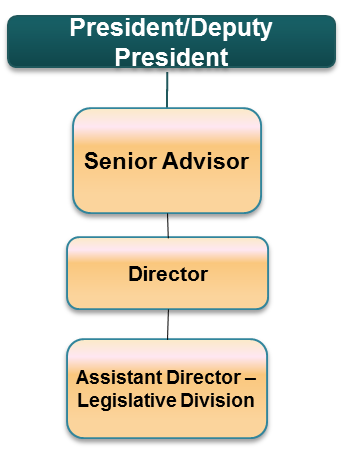 President/Deputy
President
Senior Advisor
Director
Assistant Director –
Legislative Division